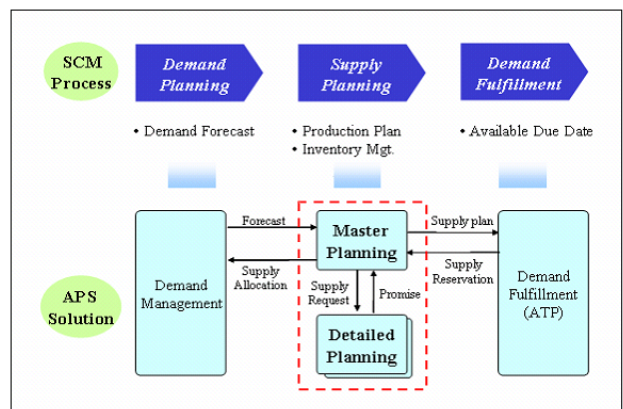 SCM
Process
Demand
Planning
Supply
Planning
Demand
Fulfillment
• Demand Forecast
• Production Plan
• Inventory Mgt.
• Available Due Date
APS
Solution
Demand
Management
Forecast
Supply
Allocation
Master
Planning
Supply
Request
Promise
Detailed
Planning
Supply plan
Supply
Reservation
Demand
Fulfillment
(ATP)